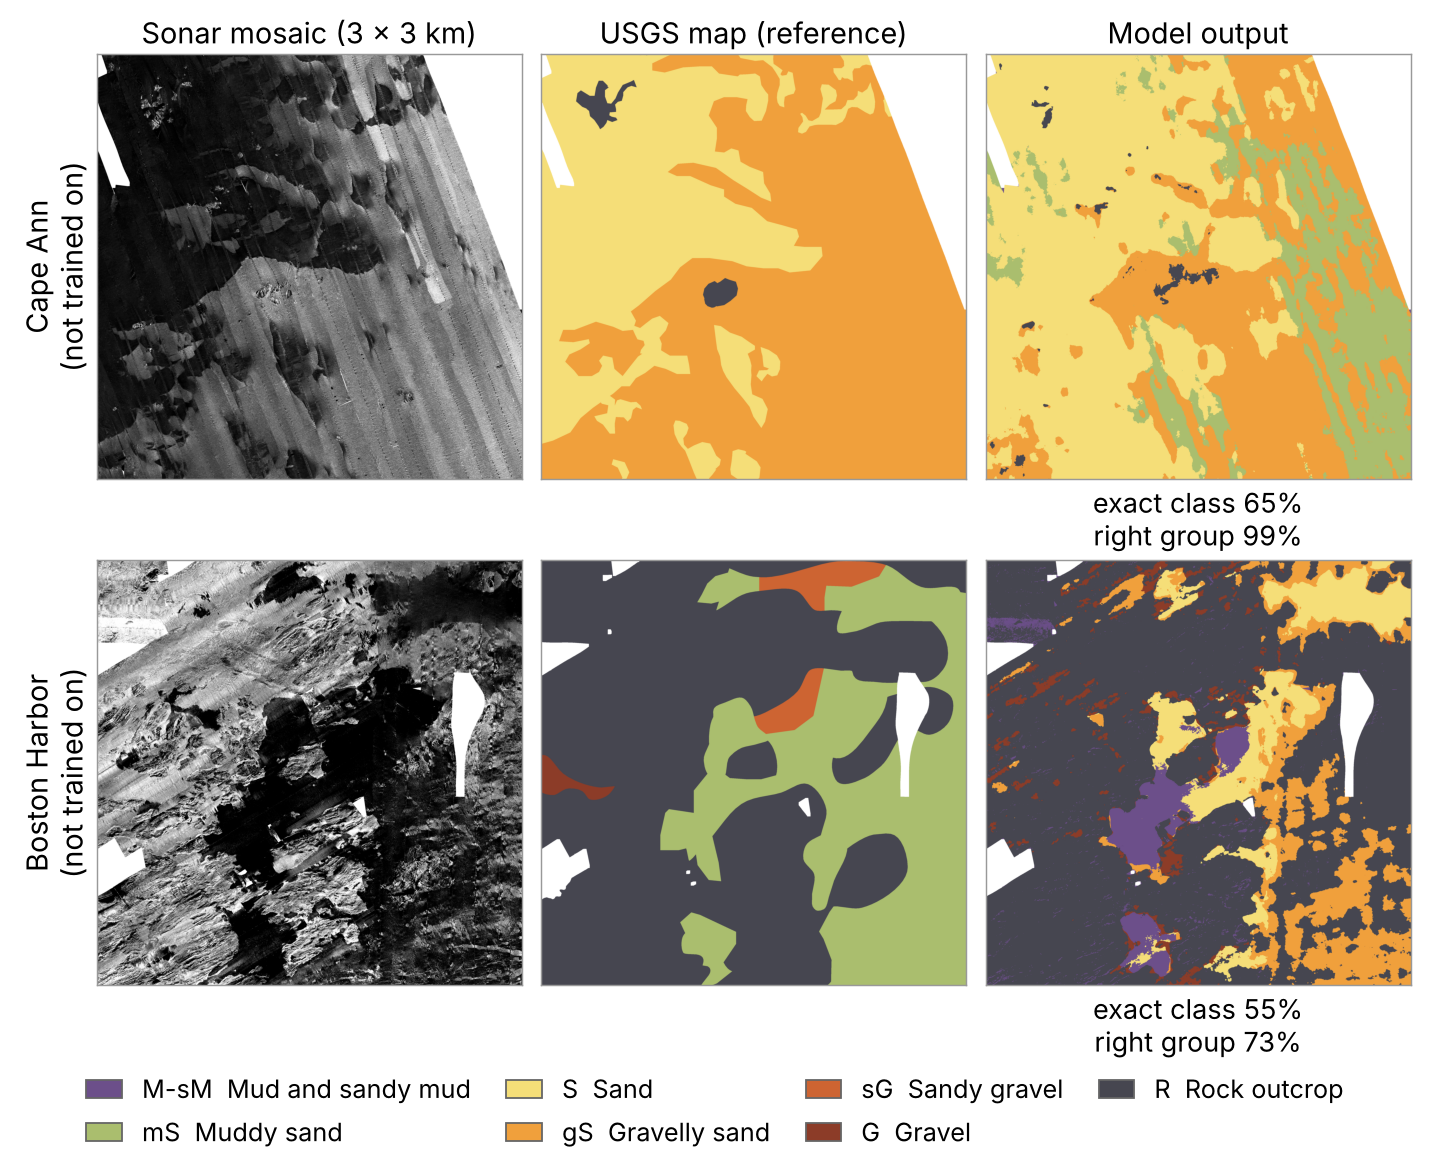 Sonar mosaic (3 × 3 km)
USGS map (reference)
Model output
Cape Ann
(not trained on)
exact class 65%
right group 99%
Boston Harbor
(not trained on)
exact class 55%
right group 73%
M-sM Mud and sandy mud
S Sand
sG Sandy gravel
R Rock outcrop
mS Muddy sand
gS Gravelly sand
G Gravel